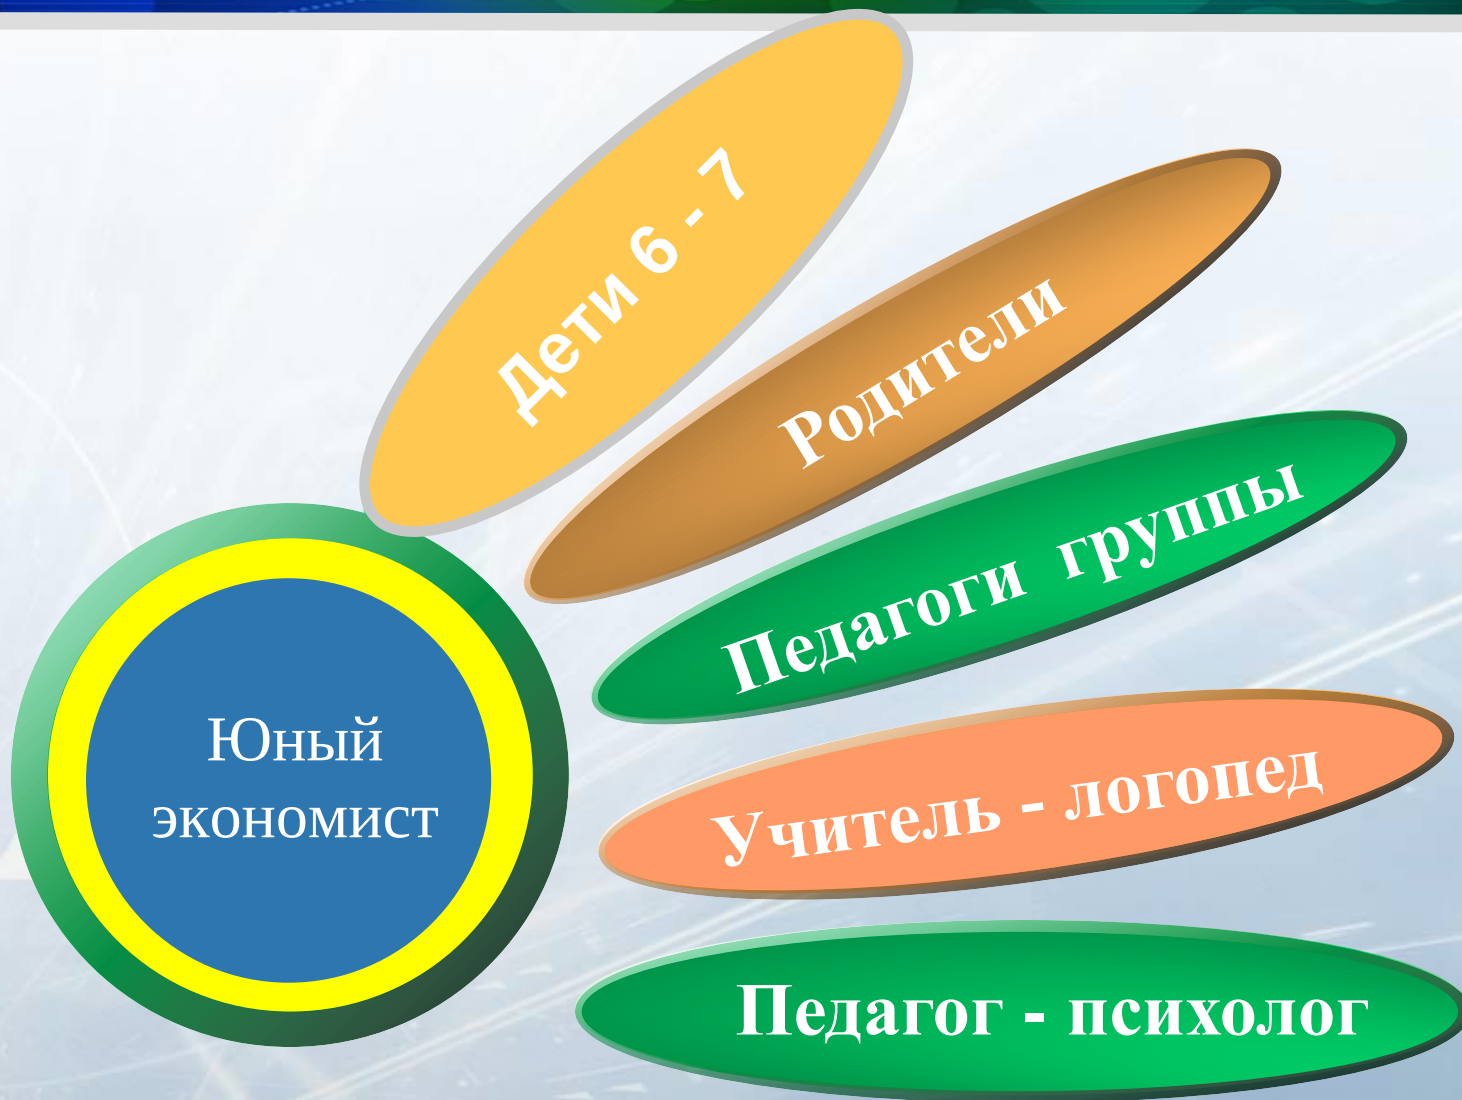 Дети 6 - 7
Родители
Педагоги группы
Юный
экономист
Учитель - логопед
Педагог - психолог